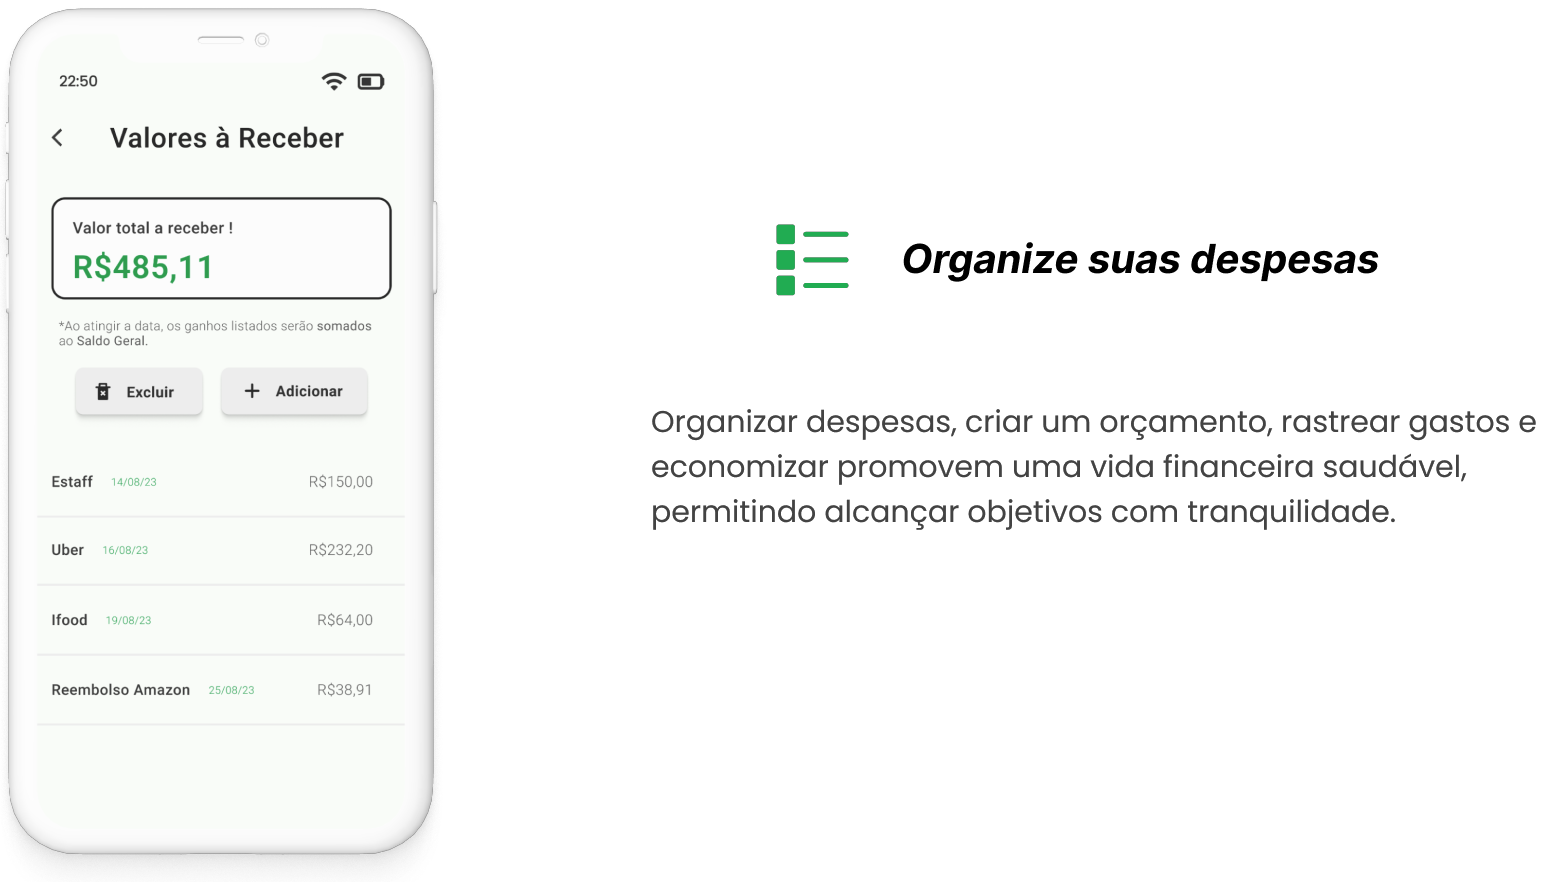 22:50
Valores à Receber
Valor total a receber !
R$485,11
*Ao atingir a data, os ganhos listados serão somados
ao Saldo Geral.
Excluir
Adicionar
Estaff 14/08/23 R$150,00
Uber 16/08/23 R$232,20
Ifood 19/08/23 R$64,00
Reembolso Amazon 25/08/23 R$38,91
Organize suas despesas
Organizar despesas, criar um orçamento, rastrear gastos e
economizar promovem uma vida financeira saudável,
permitindo alcançar objetivos com tranquilidade.